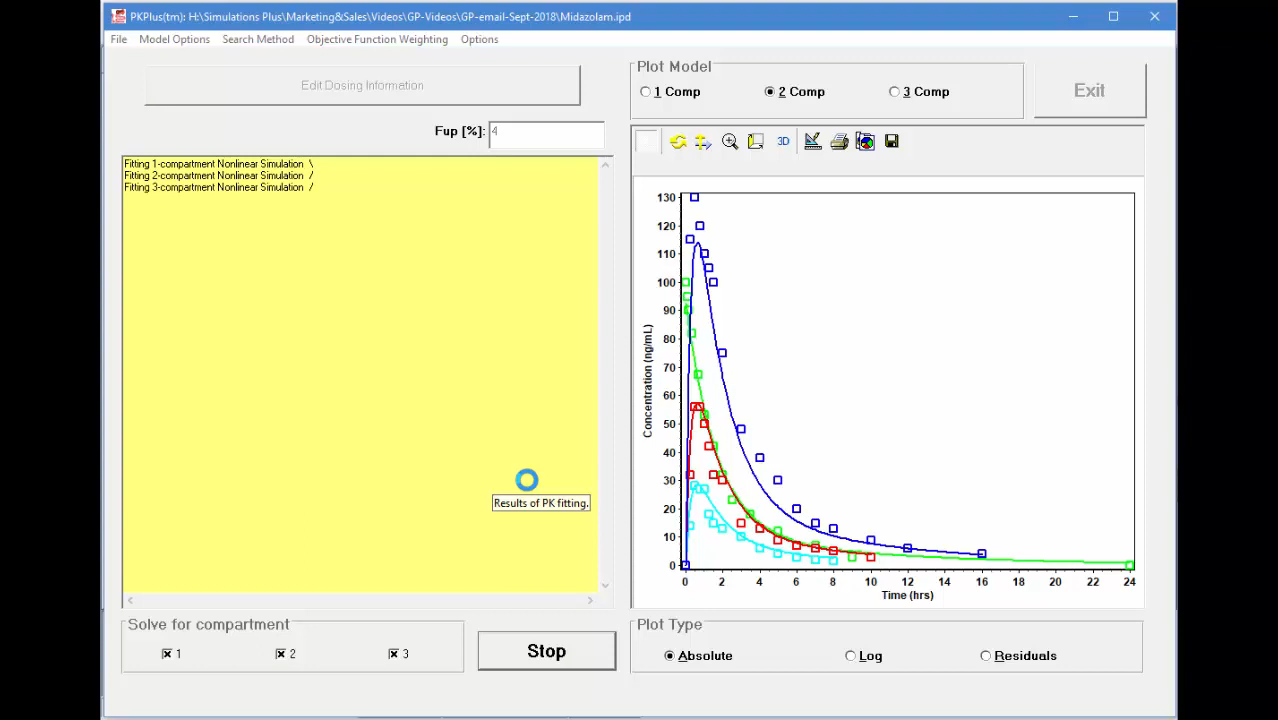 PKPlus(tm): H:\Simulations Plus\Marketing&Sales\Videos\GP-Videos\GP-email-Sept-2018\Midazolam.ipd
File Model Options Search Method Objective Function Weighting Options
Edit Dosing Information
Fup [%]: 4
Fitting 1-compartment Nonlinear Simulation \
Fitting 2-compartment Nonlinear Simulation /
Fitting 3-compartment Nonlinear Simulation /
Results of PK fitting.
Solve for compartment
1 2 3
Stop
Plot Model
1 Comp 2 Comp 3 Comp
Exit
3D
130
120
110
100
90
80
70
60
50
40
30
20
10
0
Concentration (ng/mL)
0 2 4 6 8 10 12 14 16 18 20 22 24
Time (hrs)
Plot Type
Absolute Log Residuals